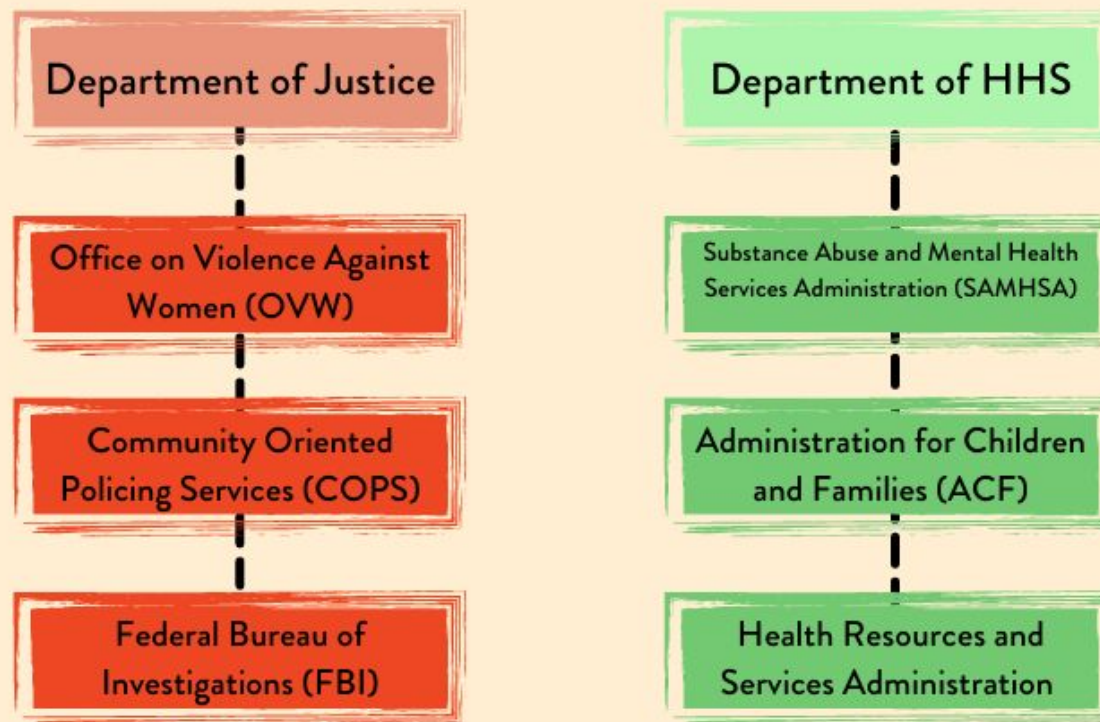 Department of Justice
Office on Violence Against
Women (OVW)
Community Oriented
Policing Services (COPS)
Federal Bureau of
Investigations (FBI)
Department of HHS
Substance Abuse and Mental Health
Services Administration (SAMHSA)
Administration for Children
and Families (ACF)
Health Resources and
Services Administration